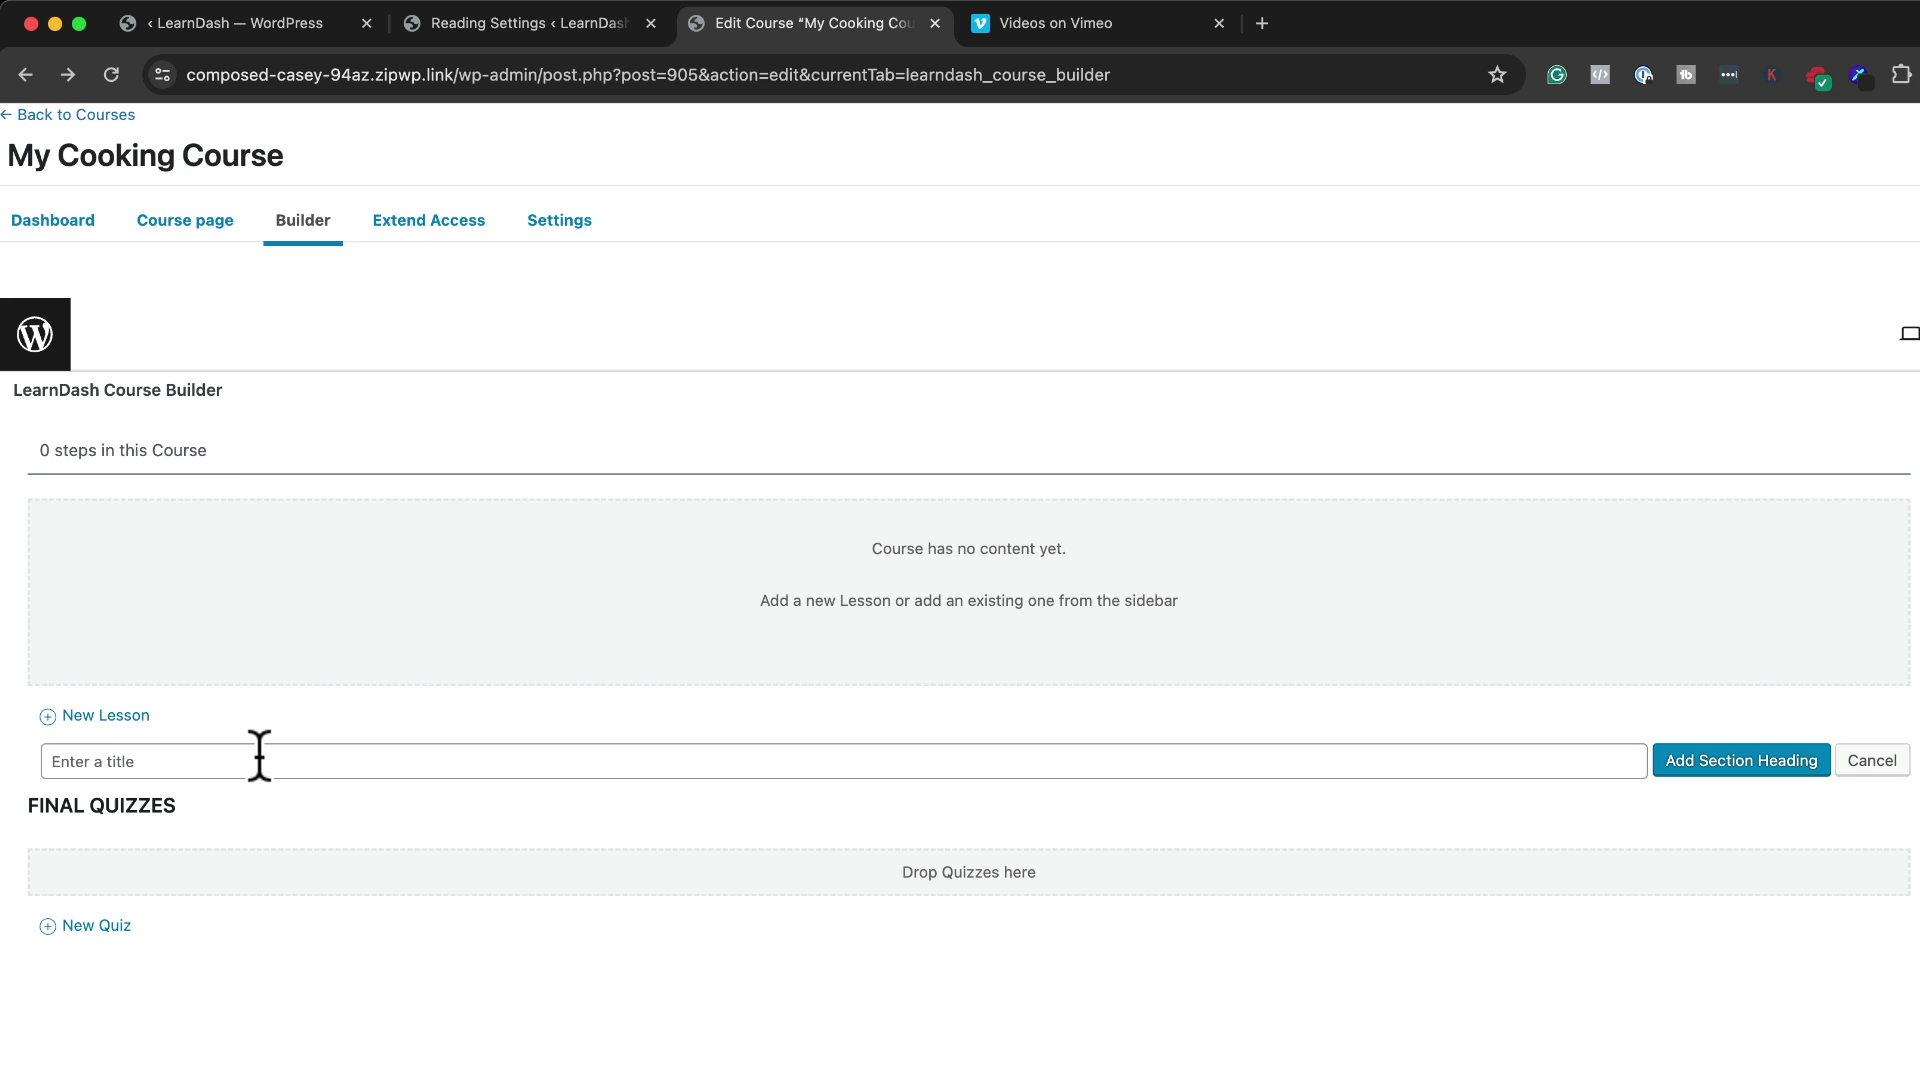 < LearnDash — WordPress
Reading Settings < LearnDas
Edit Course "My Cooking Cou
Videos on Vimeo
composed-casey-94az.zipwp.link/wp-admin/post.php?post=905&action=edit&currentTab=learndash_course_builder
← Back to Courses
My Cooking Course
Dashboard
Course page
Builder
Extend Access
Settings
LearnDash Course Builder
0 steps in this Course
Course has no content yet.
Add a new Lesson or add an existing one from the sidebar
New Lesson
Enter a title
Add Section Heading
Cancel
FINAL QUIZZES
Drop Quizzes here
New Quiz